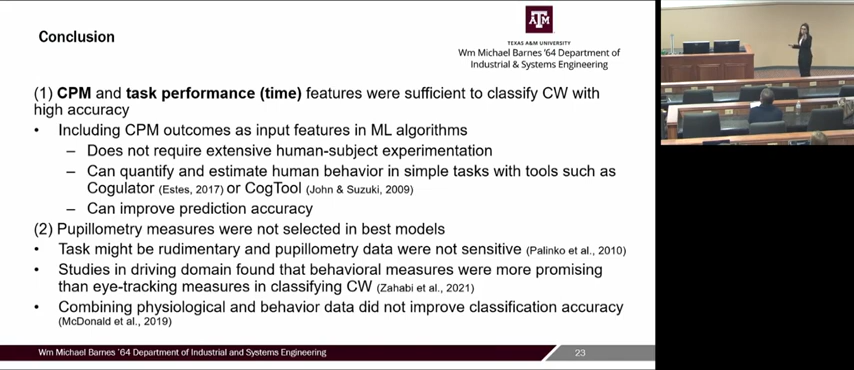 Conclusion
ATM
TEXAS A&M UNIVERSITY
Wm Michael Barnes '64 Department of
Industrial & Systems Engineering
(1) CPM and task performance (time) features were sufficient to classify CW with
high accuracy
• Including CPM outcomes as input features in ML algorithms
– Does not require extensive human-subject experimentation
– Can quantify and estimate human behavior in simple tasks with tools such as
Cogulator (Estes, 2017) or CogTool (John & Suzuki, 2009)
– Can improve prediction accuracy
(2) Pupillometry measures were not selected in best models
• Task might be rudimentary and pupillometry data were not sensitive (Palinko et al., 2010)
• Studies in driving domain found that behavioral measures were more promising
than eye-tracking measures in classifying CW (Zahabi et al., 2021)
• Combining physiological and behavior data did not improve classification accuracy
(McDonald et al., 2019)
Wm Michael Barnes '64 Department of Industrial and Systems Engineering
23